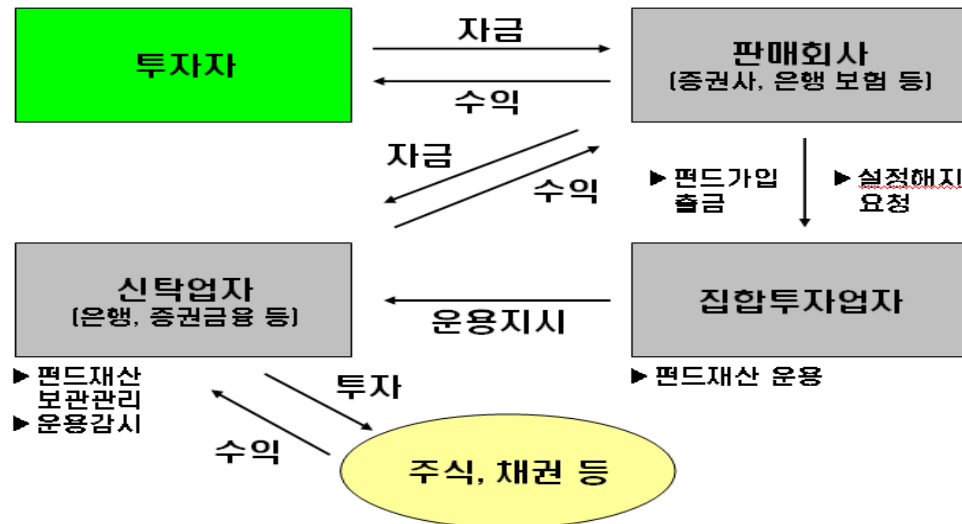 투자자
자금
수익
판매회사
(증권사, 은행 보험 등)
자금
수익
▶ 펀드가입
출금
▶ 설정해지
요청
신탁업자
(은행, 증권금융 등)
운용지시
집합투자업자
▶ 펀드재산
보관관리
▶ 운용감시
▶ 펀드재산 운용
투자
수익
주식, 채권 등